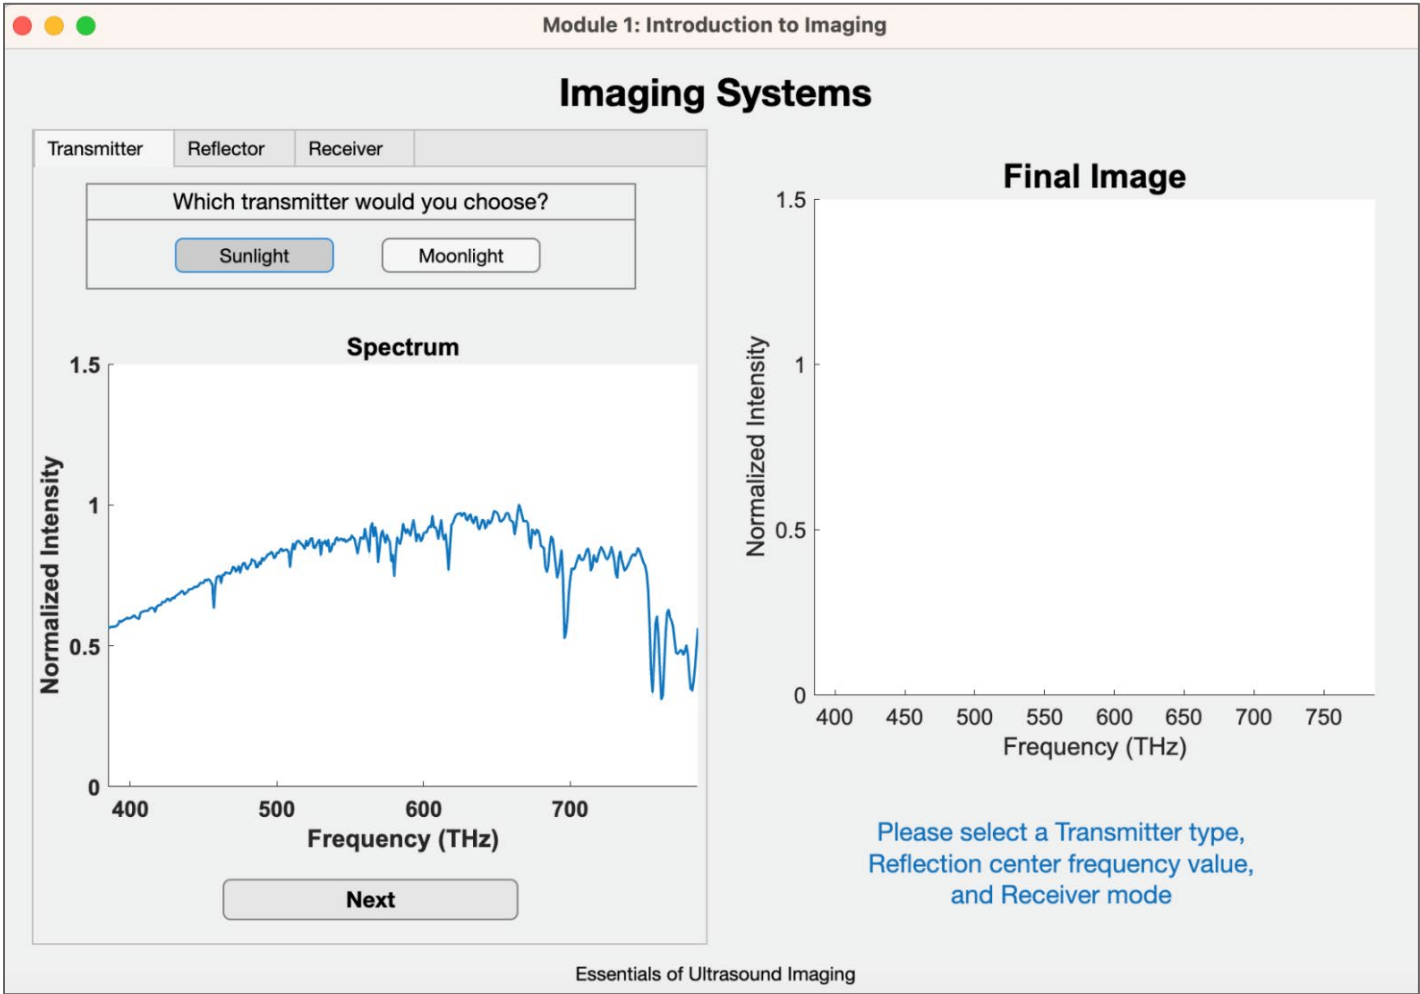 Module 1: Introduction to Imaging
Imaging Systems
Transmitter
Reflector
Receiver
Which transmitter would you choose?
Sunlight
Moonlight
Spectrum
1.5
1
0.5
0
Normalized Intensity
400
500
600
700
Frequency (THz)
Next
Final Image
1.5
1
0.5
0
Normalized Intensity
400
450
500
550
600
650
700
750
Frequency (THz)
Please select a Transmitter type,
Reflection center frequency value,
and Receiver mode
Essentials of Ultrasound Imaging